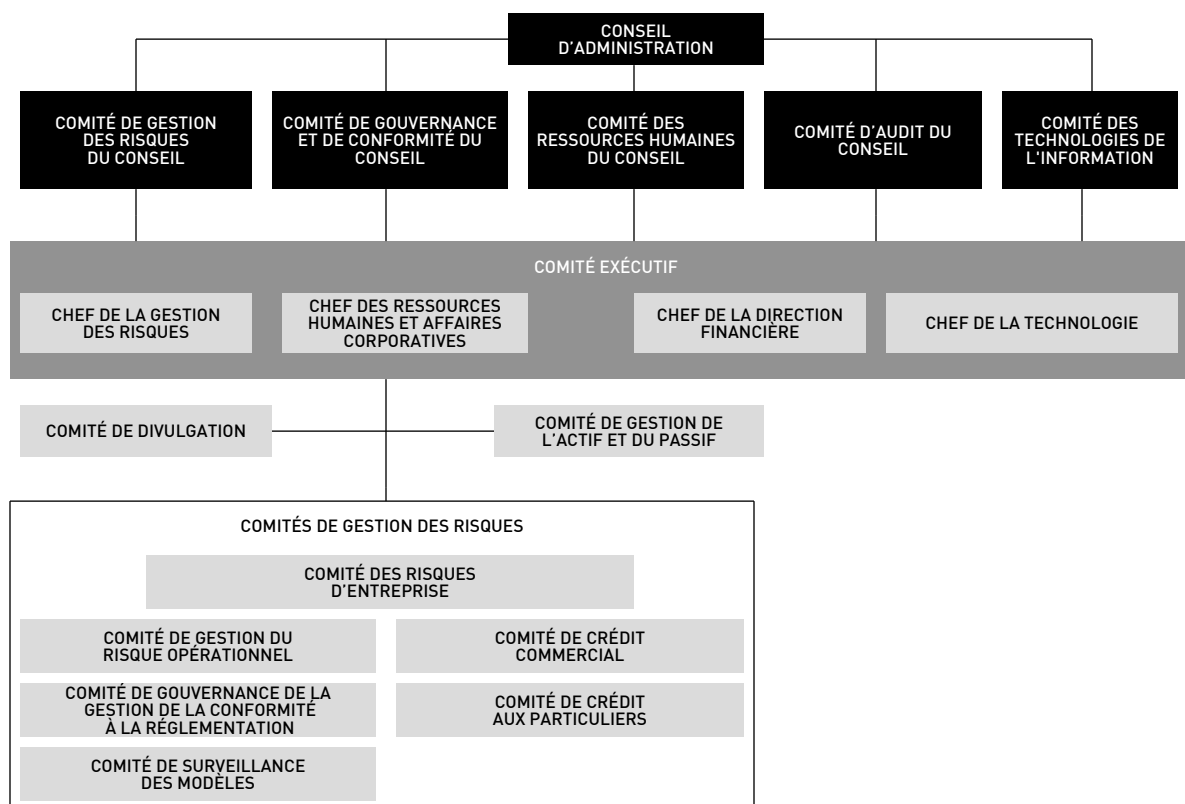 CONSEIL
D’ADMINISTRATION
COMITÉ DE GESTION
DES RISQUES
DU CONSEIL
COMITÉ DE GOUVERNANCE
ET DE CONFORMITÉ DU
CONSEIL
COMITÉ DES
RESSOURCES HUMAINES
DU CONSEIL
COMITÉ D’AUDIT DU
CONSEIL
COMITÉ DES
TECHNOLOGIES DE
L'INFORMATION
COMITÉ EXÉCUTIF
CHEF DE LA GESTION
DES RISQUES
CHEF DES RESSOURCES
HUMAINES ET AFFAIRES
CORPORATIVES
CHEF DE LA DIRECTION
FINANCIÈRE
CHEF DE LA TECHNOLOGIE
COMITÉ DE DIVULGATION
COMITÉ DE GESTION DE
L’ACTIF ET DU PASSIF
COMITÉS DE GESTION DES RISQUES
COMITÉ DES RISQUES
D’ENTREPRISE
COMITÉ DE GESTION DU
RISQUE OPÉRATIONNEL
COMITÉ DE CRÉDIT
COMMERCIAL
COMITÉ DE GOUVERNANCE DE LA
GESTION DE LA CONFORMITÉ
À LA RÉGLEMENTATION
COMITÉ DE CRÉDIT
AUX PARTICULIERS
COMITÉ DE SURVEILLANCE
DES MODÈLES